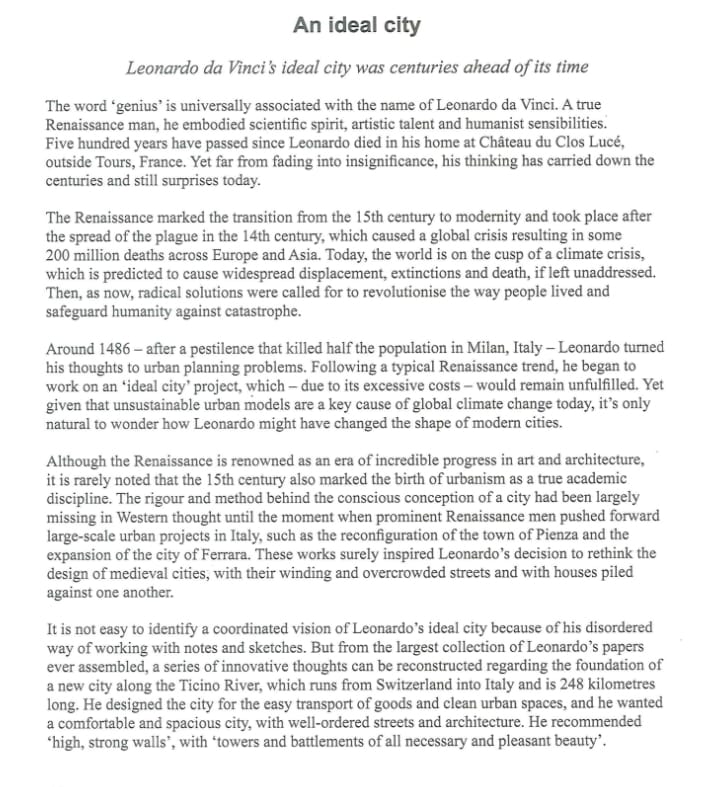 An ideal city
Leonardo da Vinci's ideal city was centuries ahead of its time
The word ‘genius’ is universally associated with the name of Leonardo da Vinci. A true
Renaissance man, he embodied scientific spirit, artistic talent and humanist sensibilities.
Five hundred years have passed since Leonardo died in his home at Château du Clos Lucé,
outside Tours, France. Yet far from fading into insignificance, his thinking has carried down the
centuries and still surprises today.
The Renaissance marked the transition from the 15th century to modernity and took place after
the spread of the plague in the 14th century, which caused a global crisis resulting in some
200 million deaths across Europe and Asia. Today, the world is on the cusp of a climate crisis,
which is predicted to cause widespread displacement, extinctions and death, if left unaddressed.
Then, as now, radical solutions were called for to revolutionise the way people lived and
safeguard humanity against catastrophe.
Around 1486 – after a pestilence that killed half the population in Milan, Italy – Leonardo turned
his thoughts to urban planning problems. Following a typical Renaissance trend, he began to
work on an ‘ideal city’ project, which – due to its excessive costs – would remain unfulfilled. Yet
given that unsustainable urban models are a key cause of global climate change today, it’s only
natural to wonder how Leonardo might have changed the shape of modern cities.
Although the Renaissance is renowned as an era of incredible progress in art and architecture,
it is rarely noted that the 15th century also marked the birth of urbanism as a true academic
discipline. The rigour and method behind the conscious conception of a city had been largely
missing in Western thought until the moment when prominent Renaissance men pushed forward
large-scale urban projects in Italy, such as the reconfiguration of the town of Pienza and the
expansion of the city of Ferrara. These works surely inspired Leonardo’s decision to rethink the
design of medieval cities, with their winding and overcrowded streets and with houses piled
against one another.
It is not easy to identify a coordinated vision of Leonardo’s ideal city because of his disordered
way of working with notes and sketches. But from the largest collection of Leonardo’s papers
ever assembled, a series of innovative thoughts can be reconstructed regarding the foundation of
a new city along the Ticino River, which runs from Switzerland into Italy and is 248 kilometres
long. He designed the city for the easy transport of goods and clean urban spaces, and he wanted
a comfortable and spacious city, with well-ordered streets and architecture. He recommended
‘high, strong walls’, with ‘towers and battlements of all necessary and pleasant beauty’.